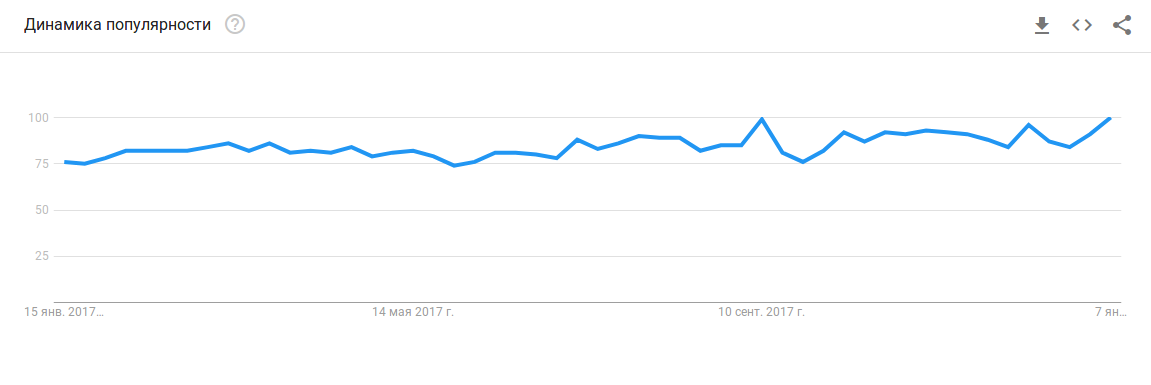 Динамика популярности ?
100
75
50
25
15 янв. 2017…
14 мая 2017 г.
10 сент. 2017 г.
7 ян…